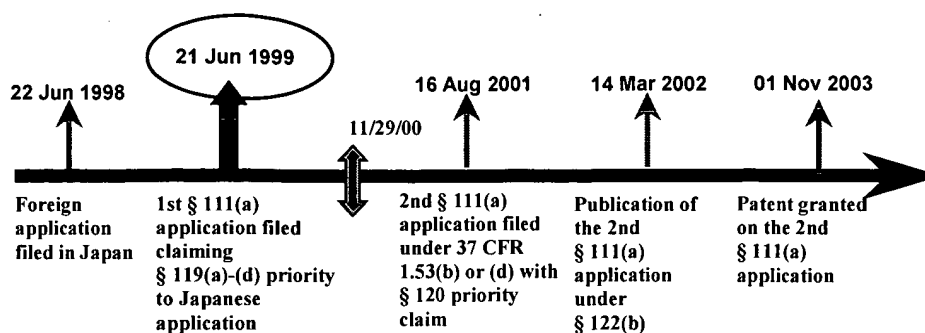 21 Jun 1999
22 Jun 1998
16 Aug 2001
14 Mar 2002
01 Nov 2003
11/29/00
Foreign
application
filed in Japan
1st § 111(a)
application filed
claiming
§ 119(a)-(d) priority
to Japanese
application
2nd § 111(a)
application filed
under 37 CFR
1.53(b) or (d) with
§ 120 priority
claim
Publication of
the 2nd
§ 111(a)
application
under
§ 122(b)
Patent granted
on the 2nd
§ 111(a)
application